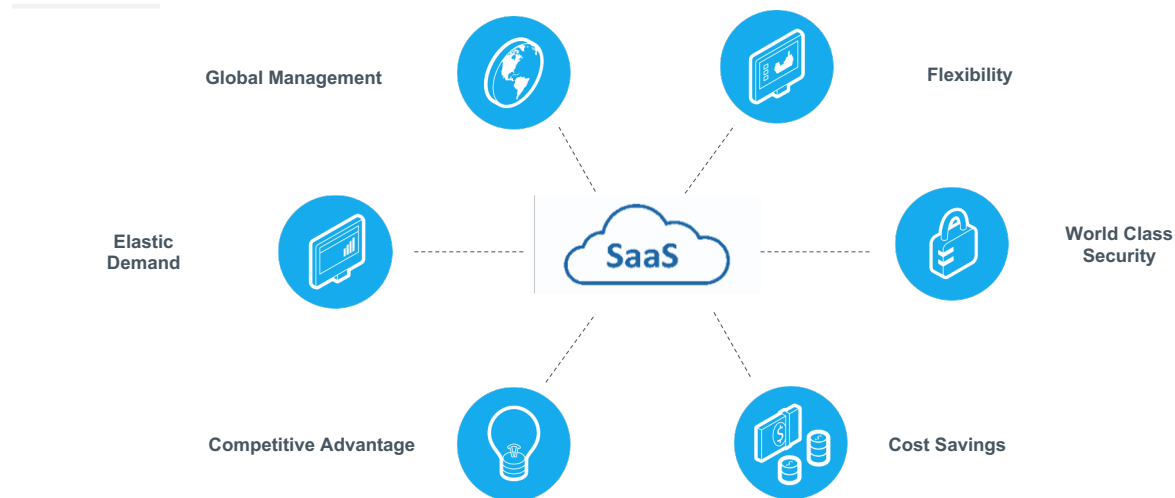 Global Management
Flexibility
Elastic
Demand
SaaS
World Class
Security
Competitive Advantage
Cost Savings